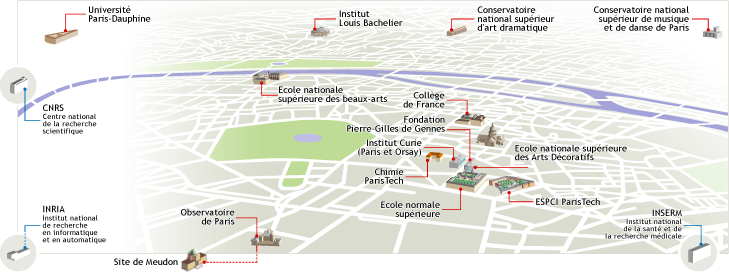 Université
Paris-Dauphine
Institut
Louis Bachelier
Conservatoire
national supérieur
d'art dramatique
Conservatoire national
supérieur de musique
et de danse de Paris
CNRS
Centre national
de la recherche
scientifique
Ecole nationale
supérieure des beaux-arts
Collège
de France
Fondation
Pierre-Gilles de Gennes
Institut Curie
(Paris et Orsay)
Ecole nationale supérieure
des Arts Décoratifs
Chimie
ParisTech
Ecole normale
supérieure
ESPCI ParisTech
INRIA
Institut national
de recherche
en informatique
et en automatique
Observatoire
de Paris
Site de Meudon
INSERM
Institut national
de la santé et de
la recherche médicale